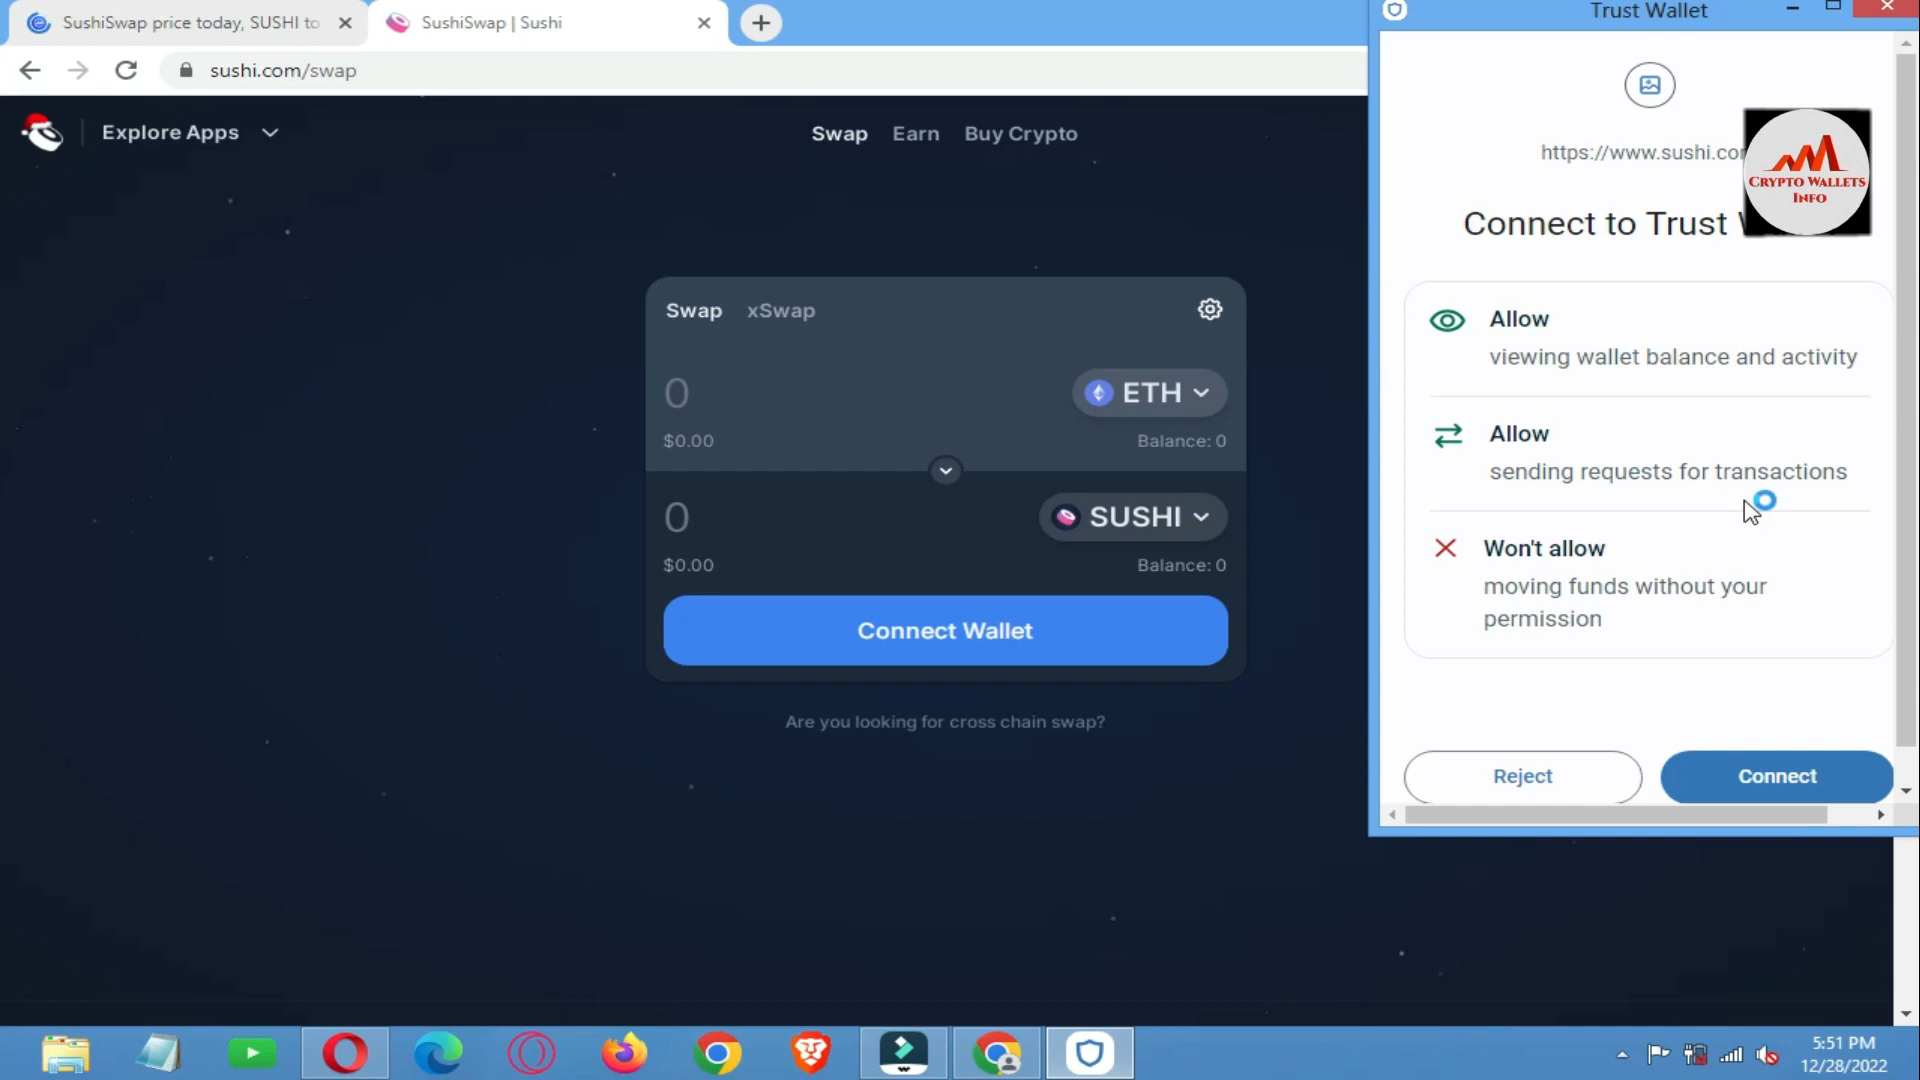 SushiSwap price today, SUSHI to
SushiSwap | Sushi
sushi.com/swap
Explore Apps
Swap Earn Buy Crypto
Swap xSwap
0 ETH
$0.00 Balance: 0
0 SUSHI
$0.00 Balance: 0
Connect Wallet
Are you looking for cross chain swap?
Trust Wallet
https://www.sushi.co
CRYPTO WALLETS
INFO
Connect to Trust
Allow
viewing wallet balance and activity
Allow
sending requests for transactions
Won't allow
moving funds without your
permission
Reject Connect
5:51 PM
12/28/2022